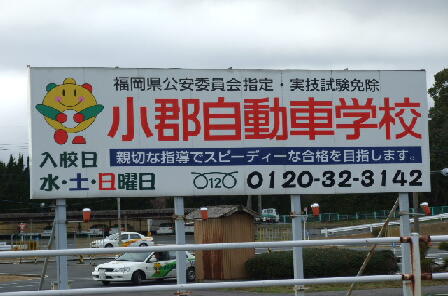 福岡県公安委員会指定・実技試験免除
小郡自動車学校
入校日
水・土・日曜日
親切な指導でスピーディーな合格を目指します。
0120 0120-32-3142